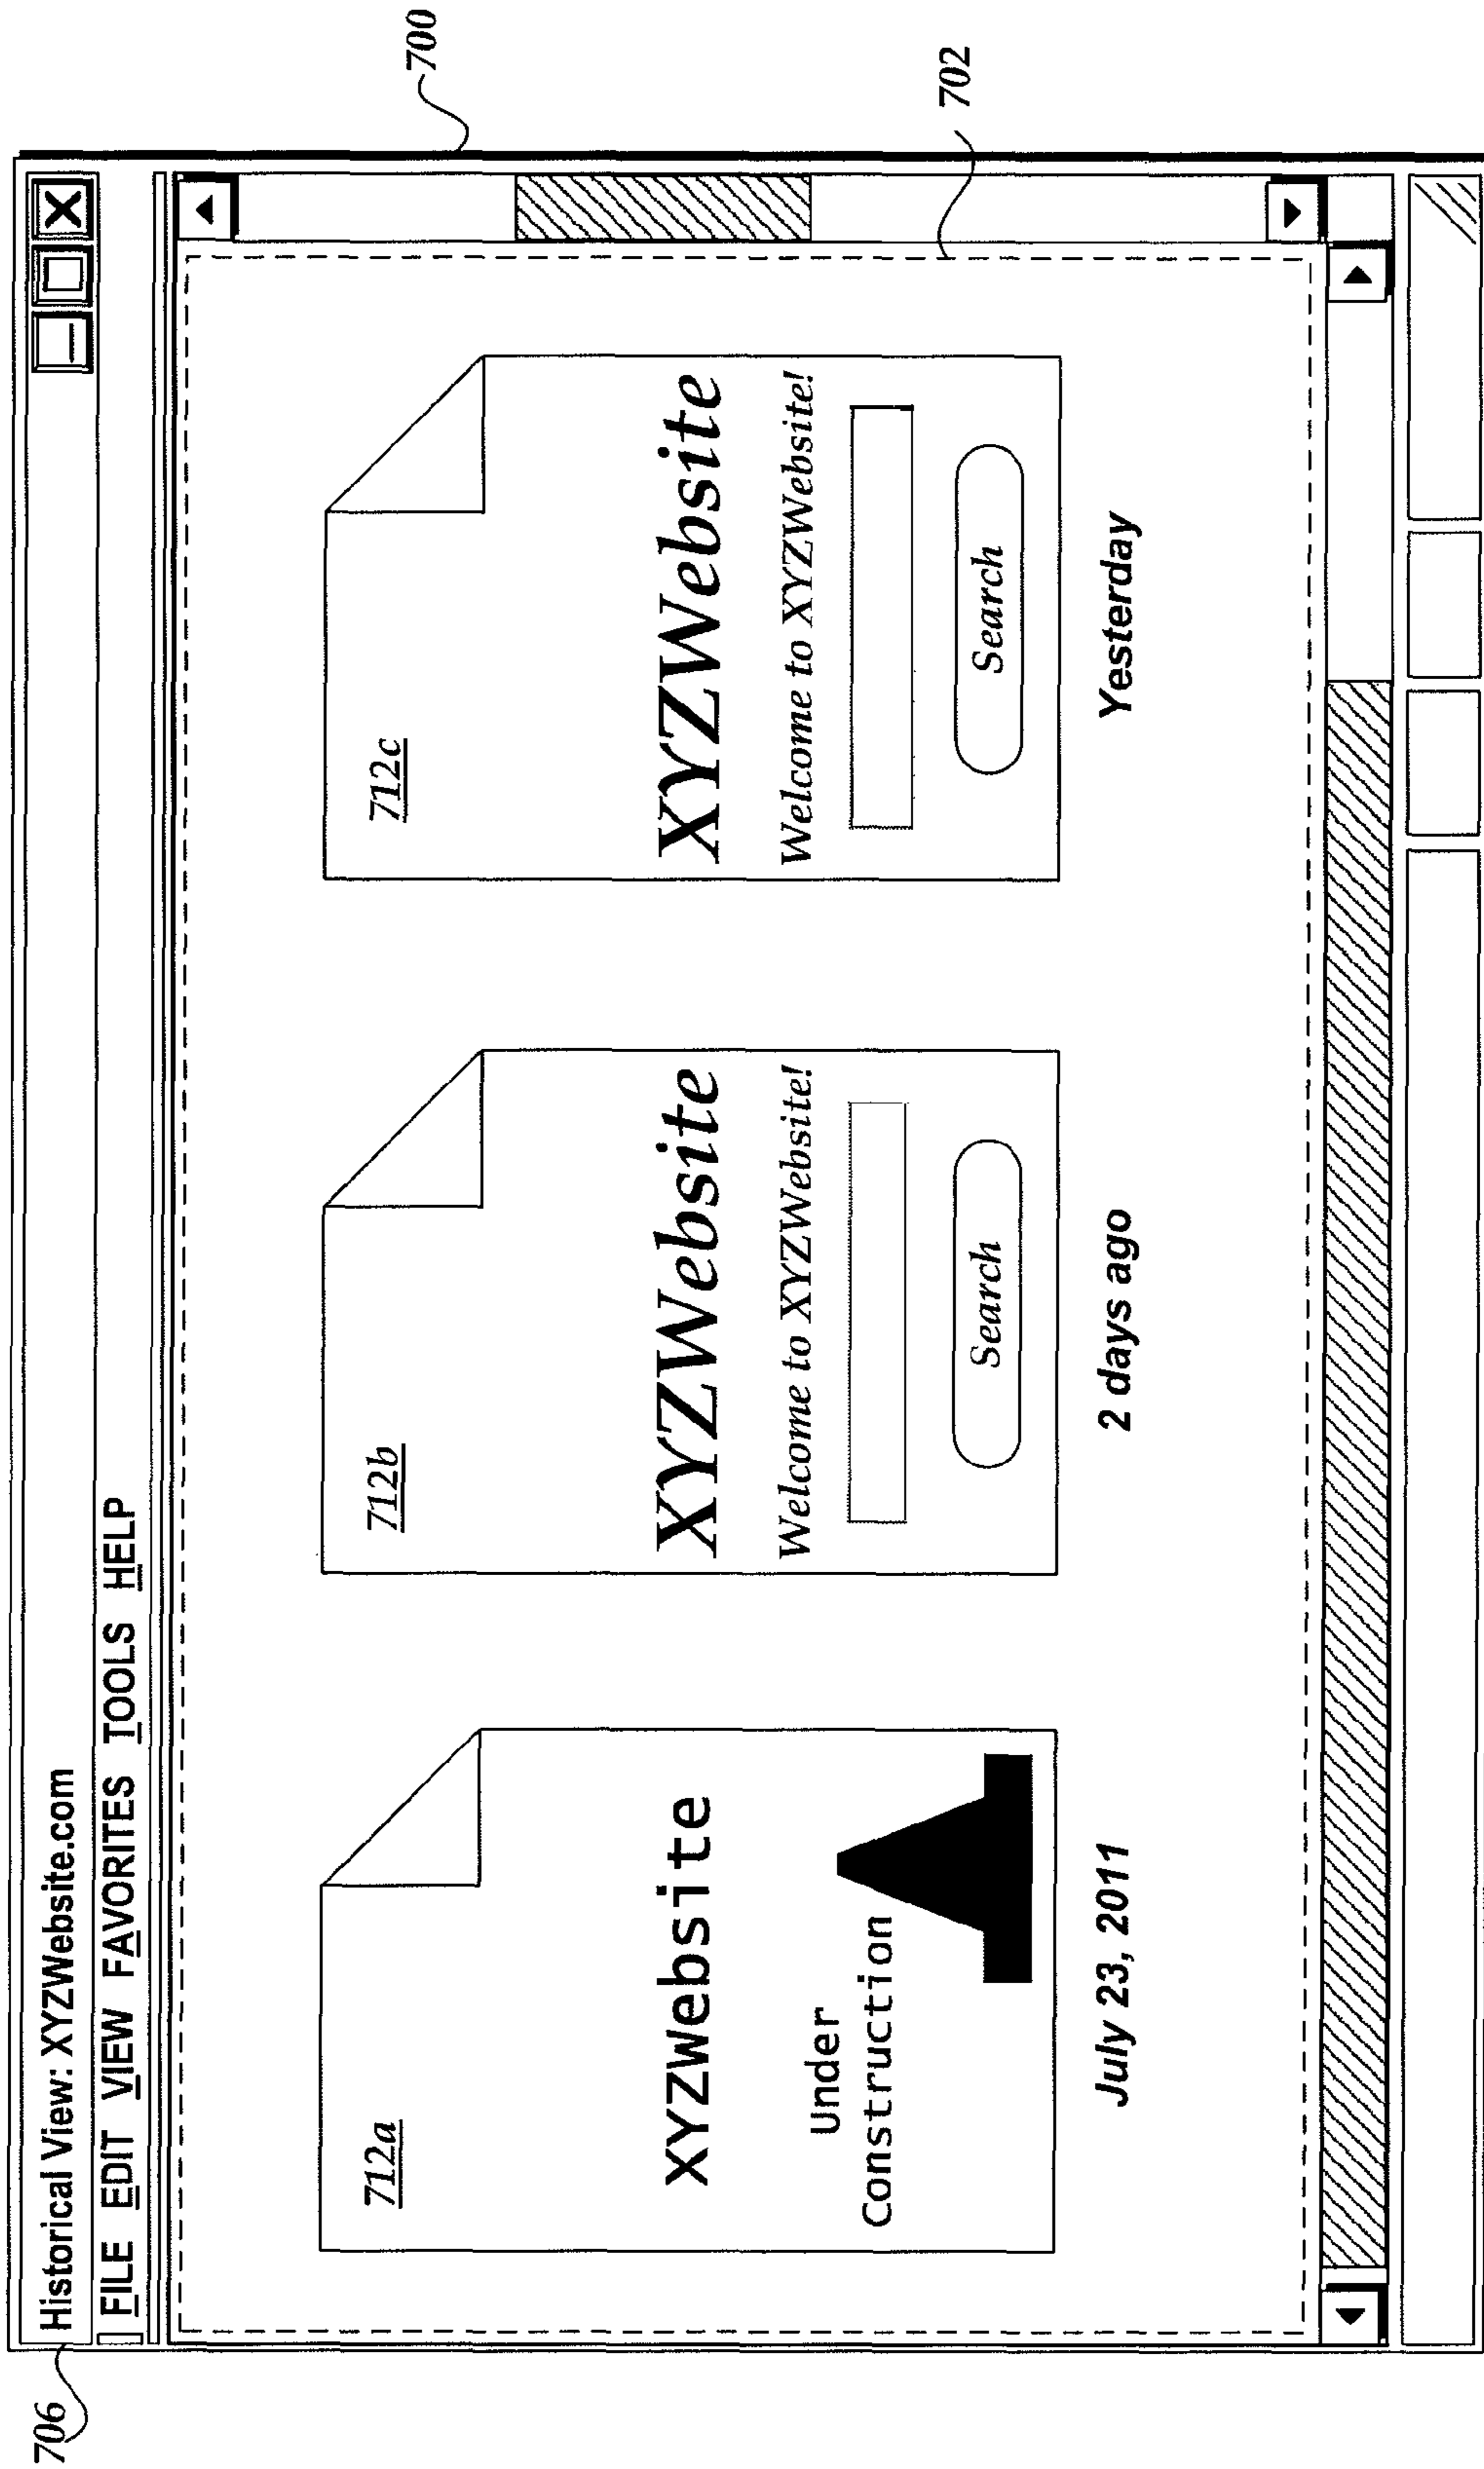 706
Historical View: XYZWebsite.com
FILE EDIT VIEW FAVORITES TOOLS HELP
700
712a
XYZWebsite
Under
Construction
July 23, 2011
712b
XYZWebsite
Welcome to XYZWebsite!
Search
2 days ago
712c
XYZWebsite
Welcome to XYZWebsite!
Search
Yesterday
702